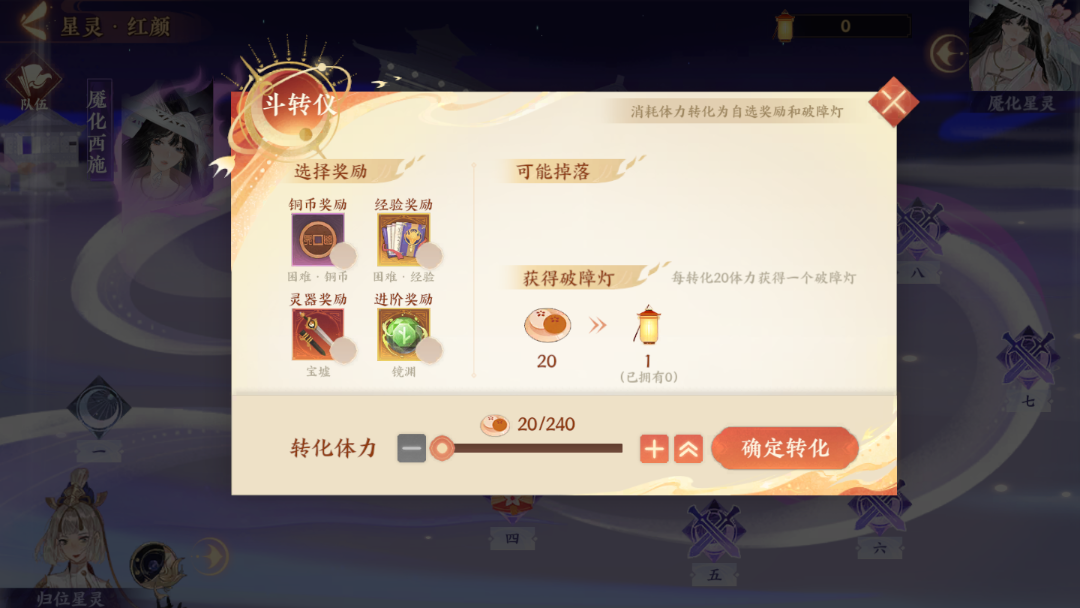 星灵·红颜
0
队伍
魇化西施
魇化星灵
斗转仪
消耗体力转化为自选奖励和破障灯
选择奖励
可能掉落
铜币奖励
经验奖励
困难·铜币
困难·经验
灵器奖励
进阶奖励
宝墟
镜渊
获得破障灯
每转化20体力获得一个破障灯
20
1
(已拥有0)
转化体力
20/240
确定转化
八
七
一
四
五
六
归位星灵